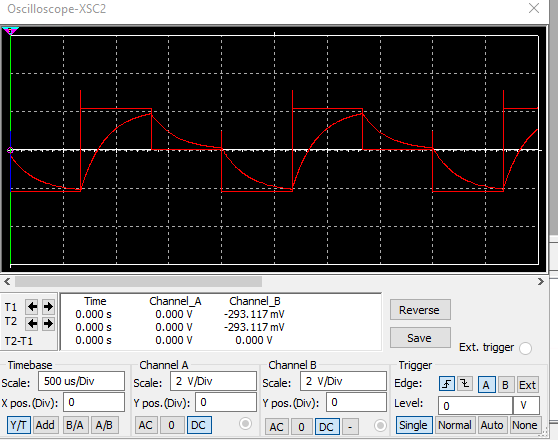 Oscilloscope-XSC2
T1
T2
T2-T1
Time Channel_A Channel_B
0.000 s 0.000 V -293.117 mV
0.000 s 0.000 V -293.117 mV
0.000 s 0.000 V 0.000 V
Reverse
Save
Ext. trigger
Timebase
Scale: 500 us/Div
X pos.(Div): 0
Y/T Add B/A A/B
Channel A
Scale: 2 V/Div
Y pos.(Div): 0
AC 0 DC
Channel B
Scale: 2 V/Div
Y pos.(Div): 0
AC 0 DC -
Trigger
Edge: A B Ext
Level: 0 V
Single Normal Auto None